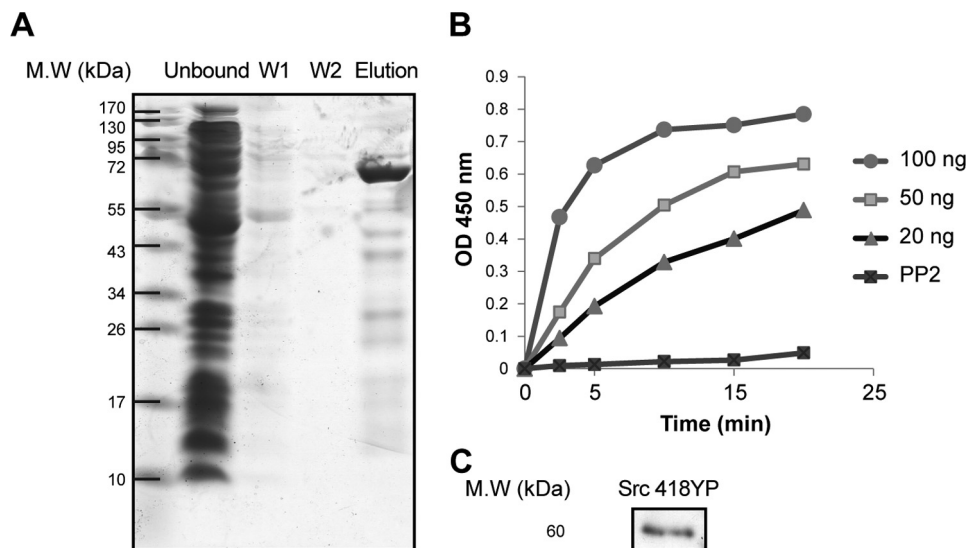 A
M.W (kDa) Unbound W1 W2 Elution
170
130
95
72
55
43
34
26
17
10
B
0.9
0.8
0.7
0.6
0.5
0.4
0.3
0.2
0.1
0
OD 450 nm
0 5 15 25
Time (min)
100 ng
50 ng
20 ng
PP2
C
M.W (kDa) Src 418YP
60